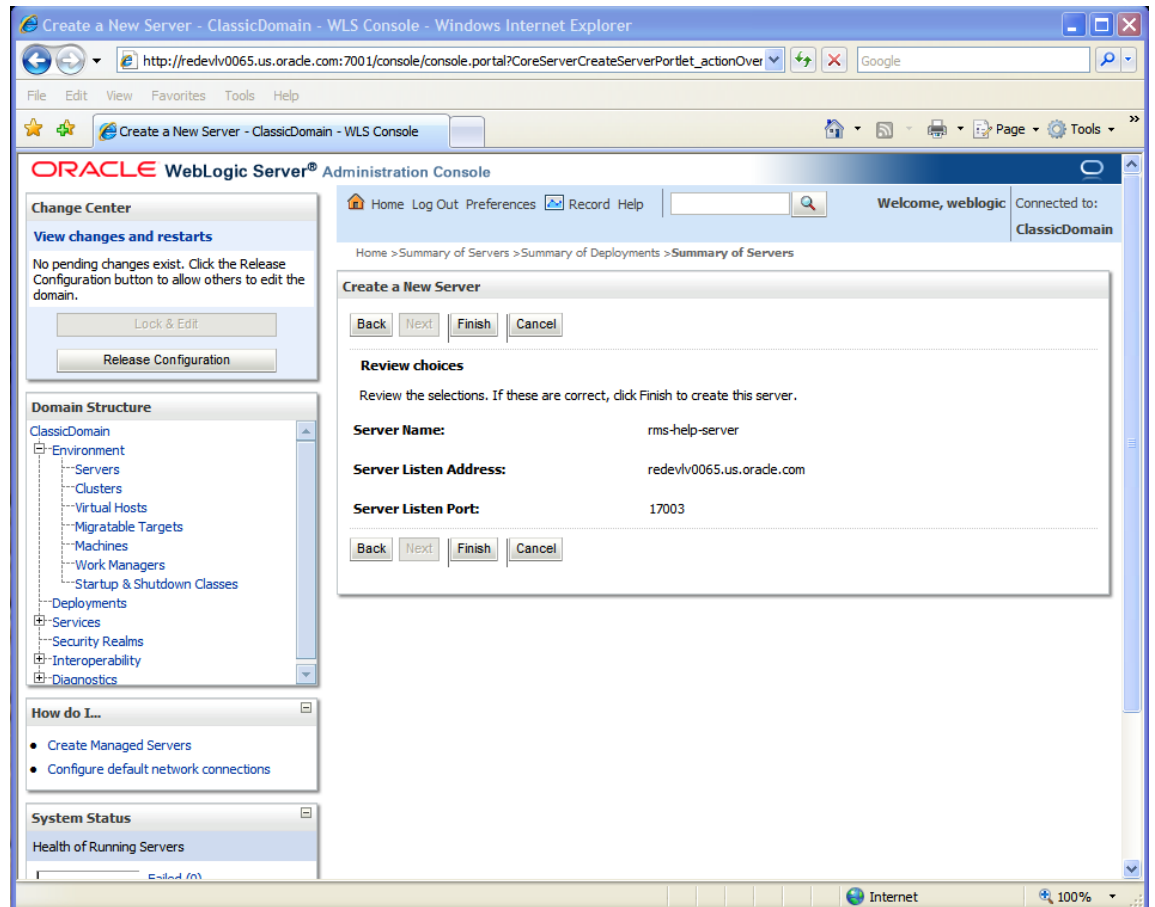 Create a New Server - ClassicDomain - WLS Console - Windows Internet Explorer
http://redevlv0065.us.oracle.com:7001/console/console.portal?CoreServerCreateServerPortlet_actionOver
Google
File Edit View Favorites Tools Help
Create a New Server - ClassicDomain - WLS Console
Page Tools »
ORACLE WebLogic Server® Administration Console
Change Center
View changes and restarts
No pending changes exist. Click the Release
Configuration button to allow others to edit the
domain.
Lock & Edit
Release Configuration
Domain Structure
ClassicDomain
Environment
Servers
Clusters
Virtual Hosts
Migratable Targets
Machines
Work Managers
Startup & Shutdown Classes
Deployments
Services
Security Realms
Interoperability
Diagnostics
How do I...
Create Managed Servers
Configure default network connections
System Status
Health of Running Servers
Failed (0)
Home Log Out Preferences Record Help
Welcome, weblogic
Connected to:
ClassicDomain
Home >Summary of Servers >Summary of Deployments >Summary of Servers
Create a New Server
Back Next Finish Cancel
Review choices
Review the selections. If these are correct, click Finish to create this server.
Server Name: rms-help-server
Server Listen Address: redevlv0065.us.oracle.com
Server Listen Port: 17003
Back Next Finish Cancel
Internet
100%